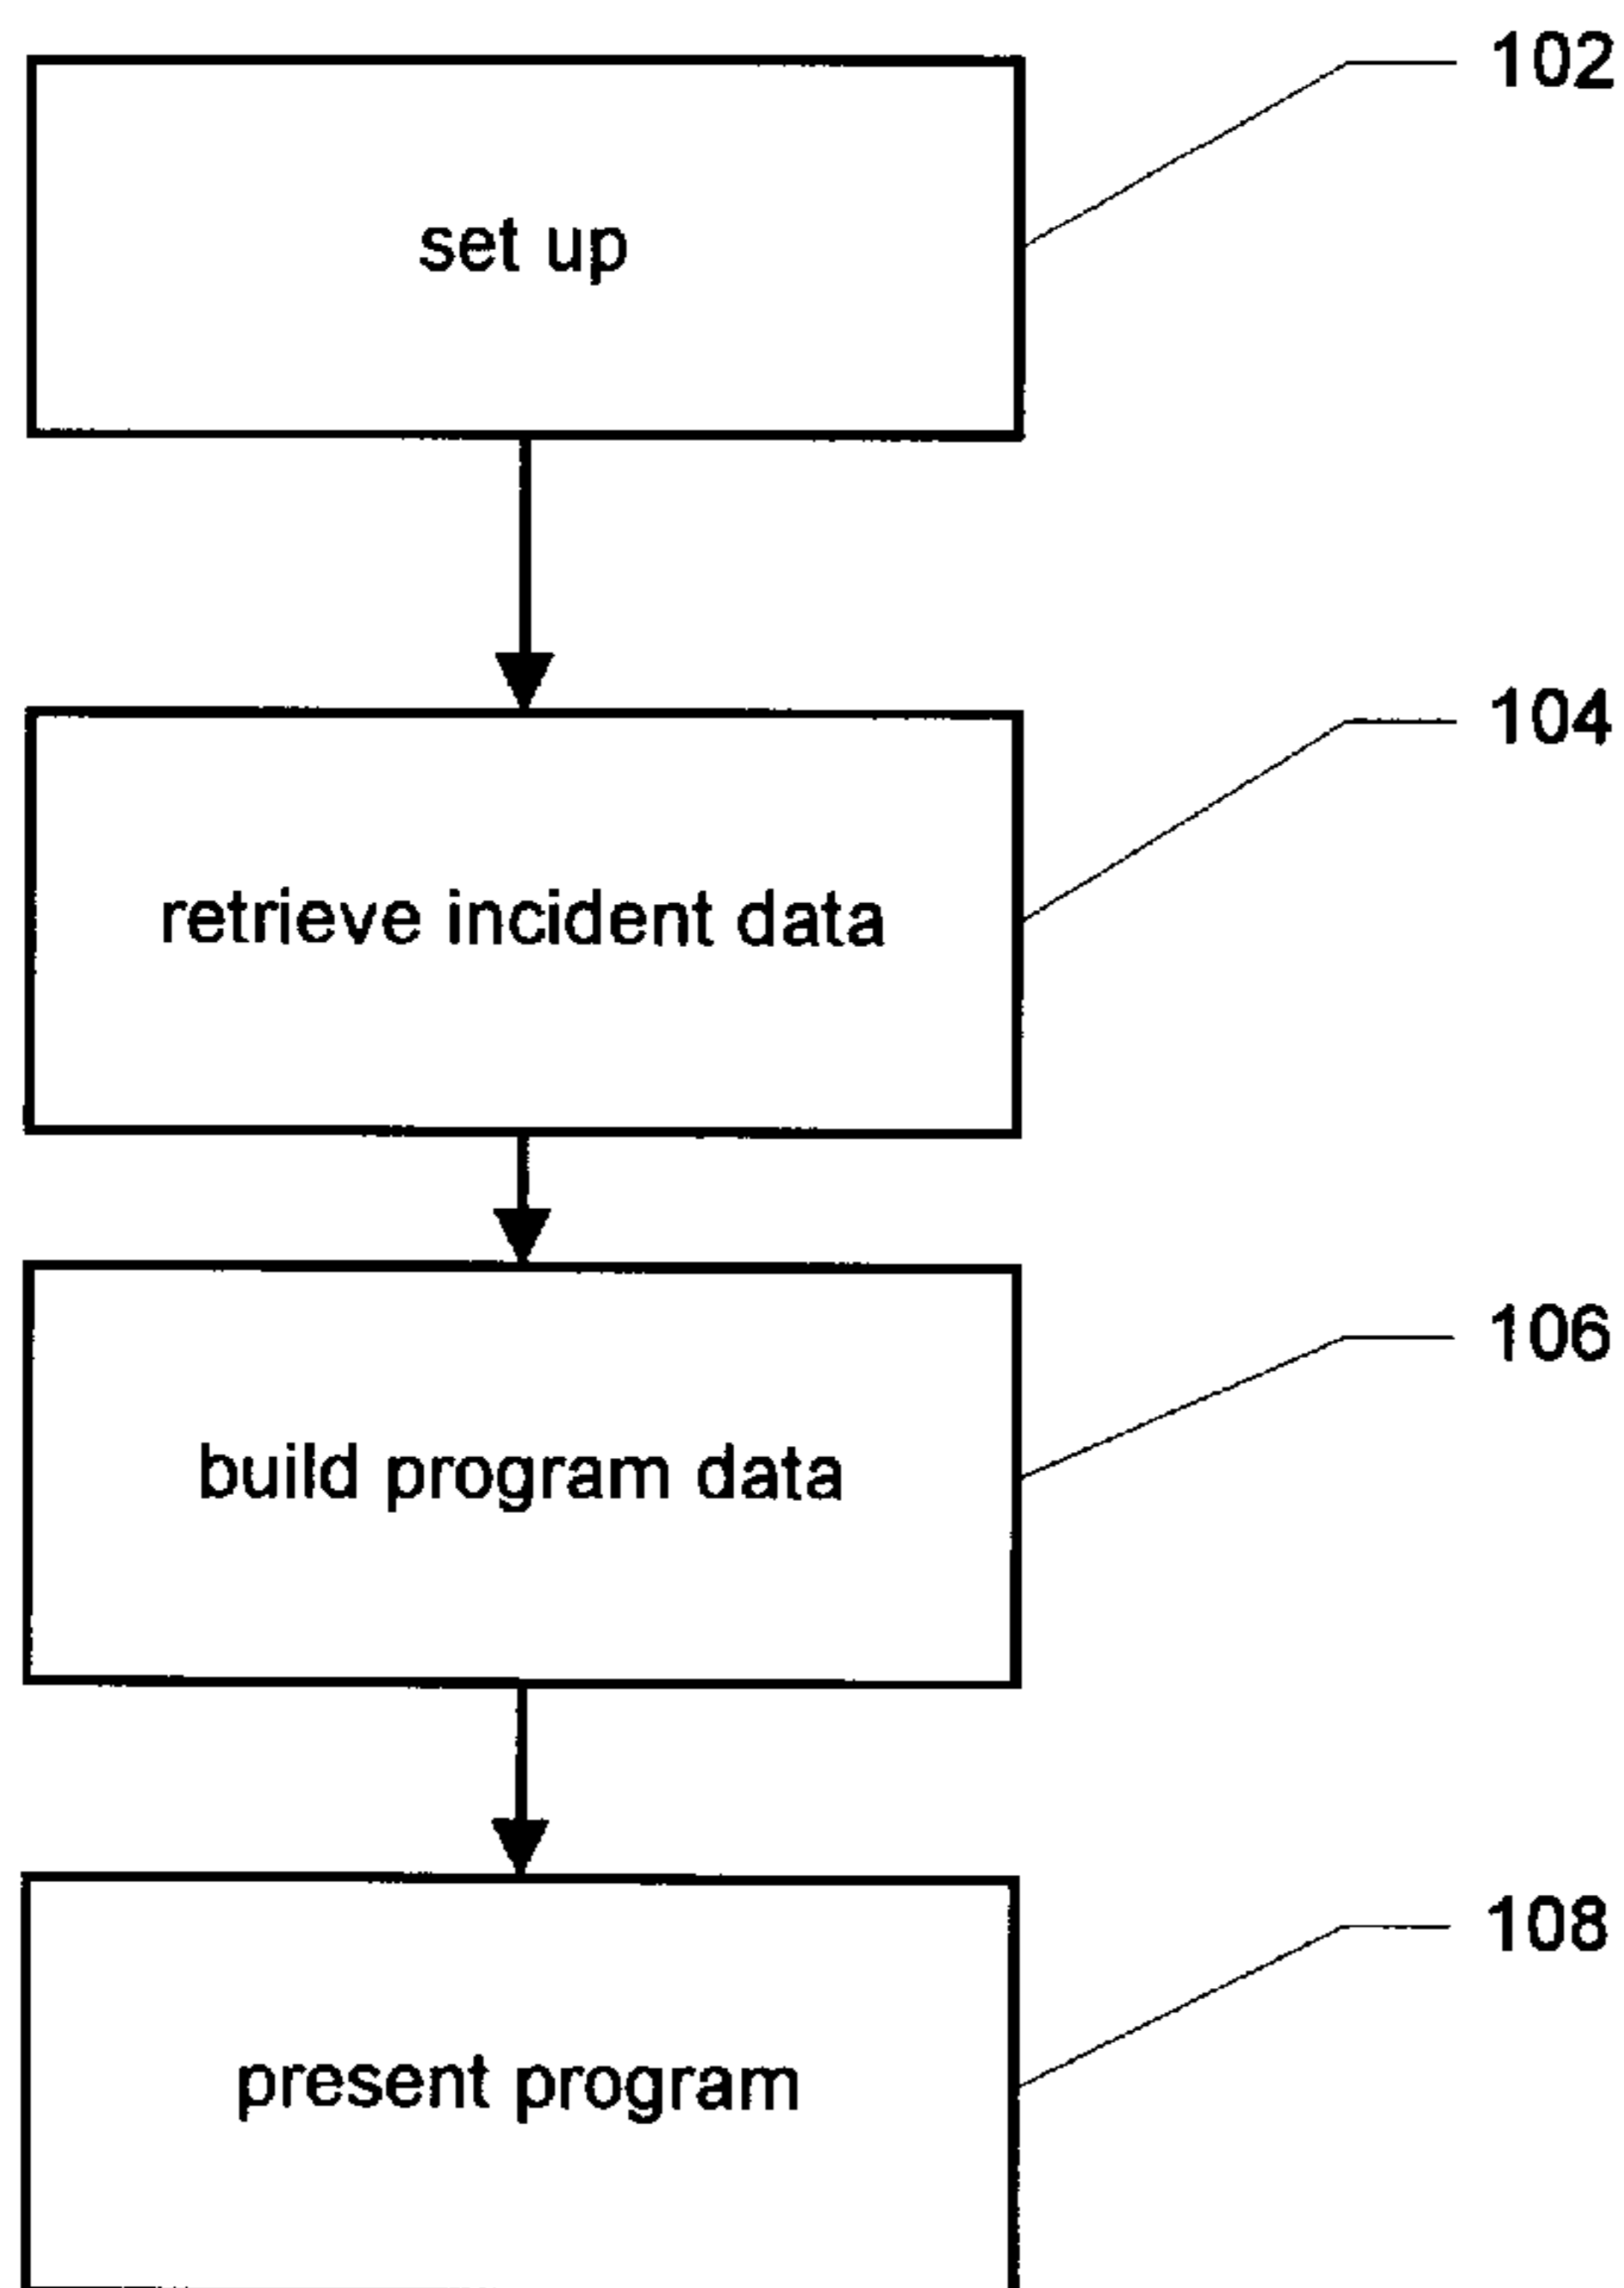 102
set up
104
retrieve incident data
106
build program data
108
present program